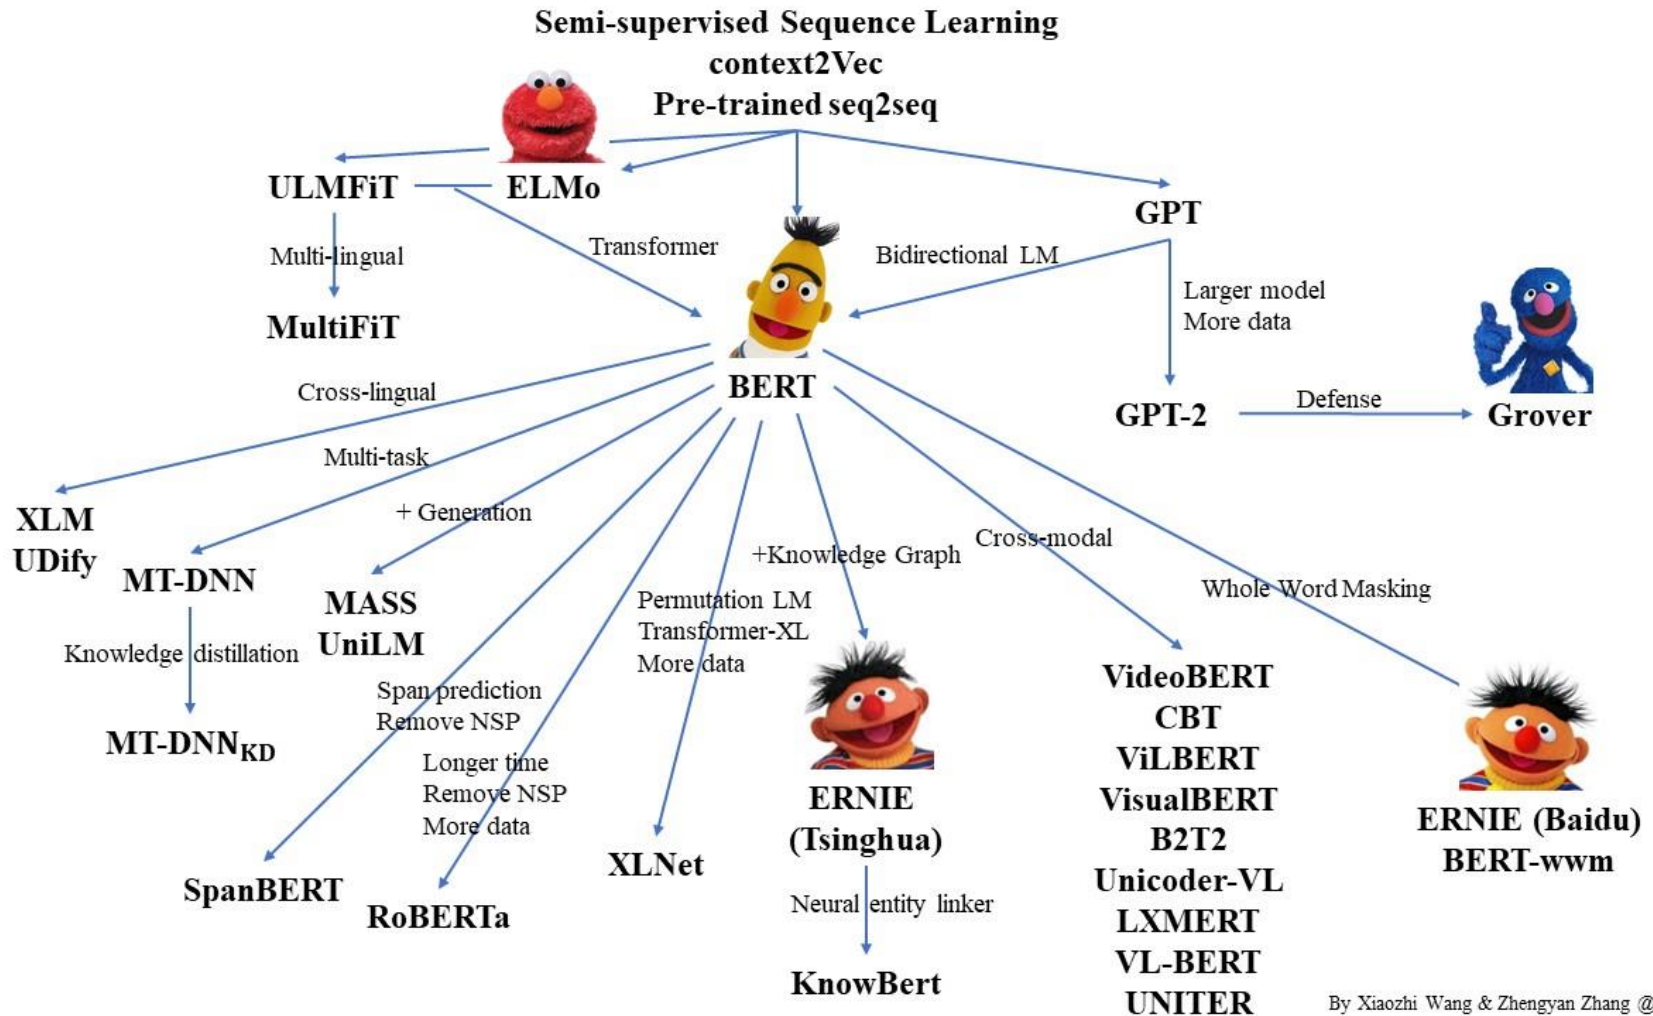 Semi-supervised Sequence Learning
context2Vec
Pre-trained seq2seq
ULMFiT
ELMo
GPT
Multi-lingual
Transformer
Bidirectional LM
Larger model
More data
MultiFiT
BERT
GPT-2
Defense
Grover
Cross-lingual
Multi-task
+ Generation
+Knowledge Graph
Cross-modal
Whole Word Masking
XLM
UDify
MT-DNN
MASS
UniLM
Permutation LM
Transformer-XL
More data
Knowledge distillation
Span prediction
Remove NSP
MT-DNNKD
Longer time
Remove NSP
More data
SpanBERT
RoBERTa
XLNet
ERNIE
(Tsinghua)
Neural entity linker
KnowBert
VideoBERT
CBT
ViLBERT
VisualBERT
B2T2
Unicoder-VL
LXMERT
VL-BERT
UNITER
ERNIE (Baidu)
BERT-wwm
By Xiaozhi Wang & Zhengyan Zhang @